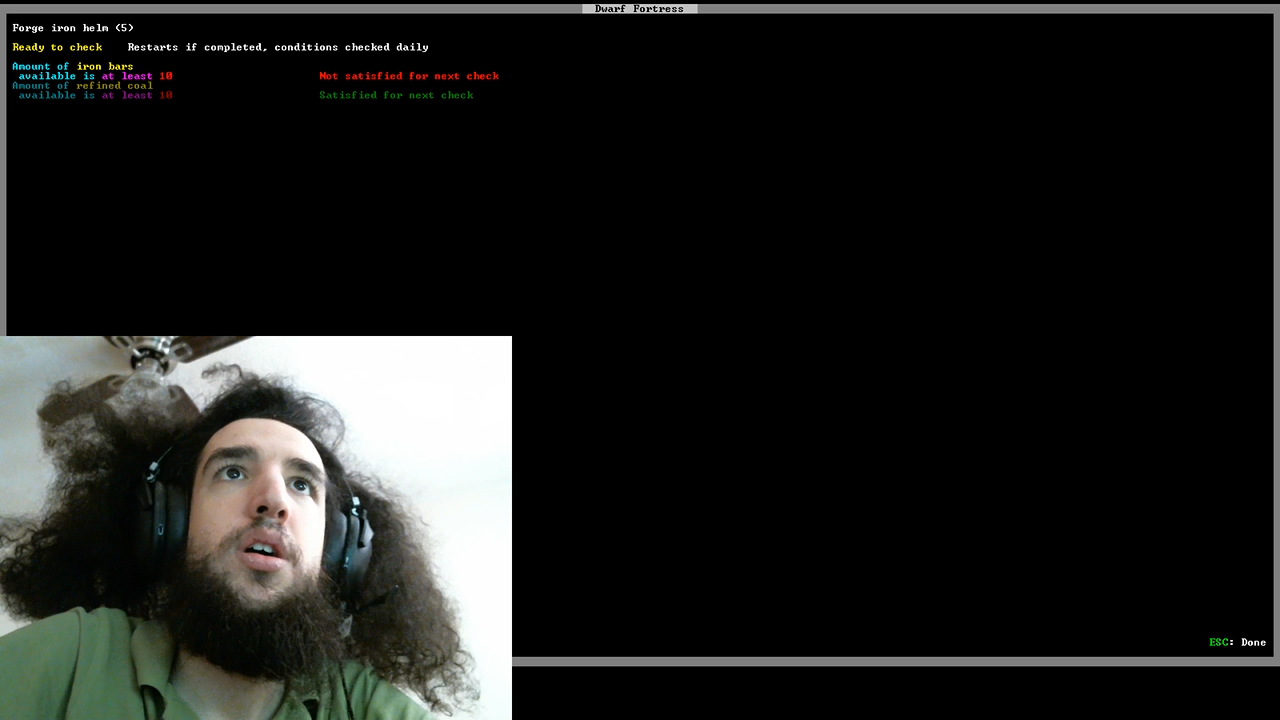 Dwarf Fortress
Forge iron helm (5)
Ready to check    Restarts if completed, conditions checked daily
Amount of iron bars
available is at least 10    Not satisfied for next check
Amount of refined coal
available is at least 10    Satisfied for next check
ESC: Done